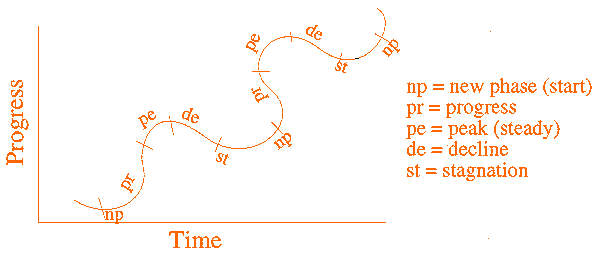 Progress
Time
np
pr
pe
de
st
np
pr
pe
de
st
np
np = new phase (start)
pr = progress
pe = peak (steady)
de = decline
st = stagnation